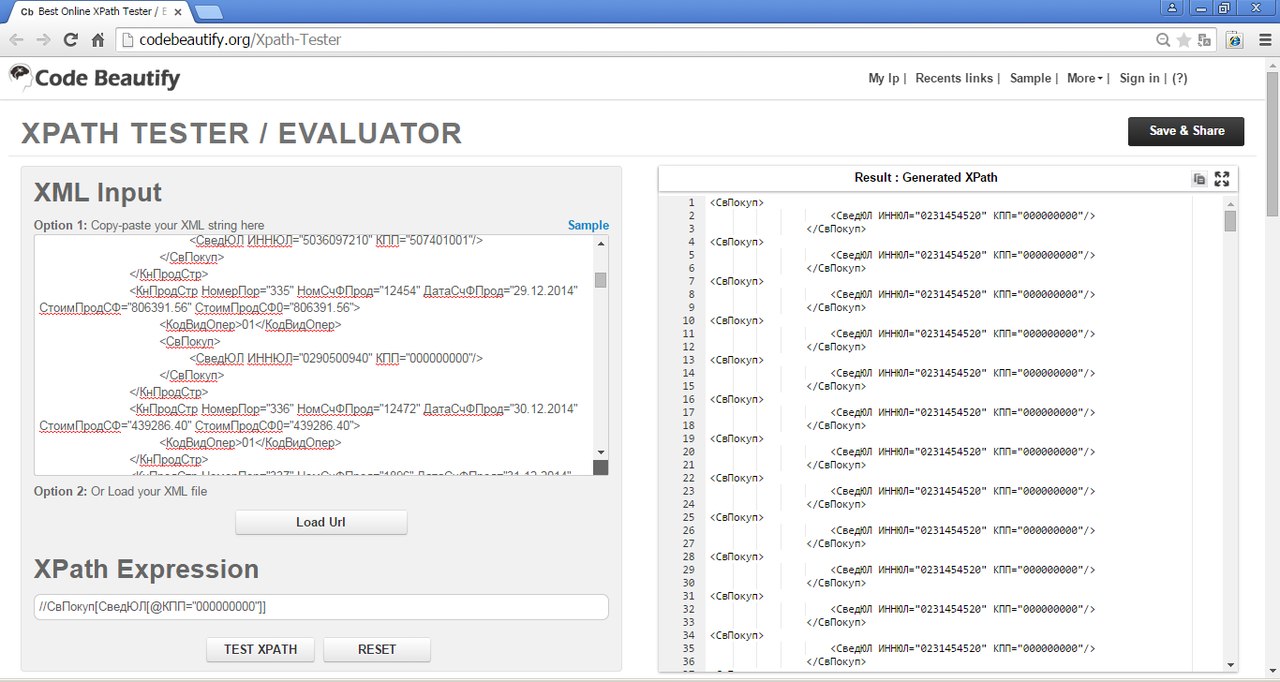 Cb Best Online XPath Tester / E
codebeautify.org/Xpath-Tester
Code Beautify
My Ip | Recents links | Sample | More | Sign in | (?)
XPATH TESTER / EVALUATOR
Save & Share
XML Input
Option 1: Copy-paste your XML string here
Sample
<СведЮЛ ИННЮЛ="5036097210" КПП="507401001"/>
</СвПокуп>
</КнПродСтр>
<КнПродСтр НомерПор="335" НомСчФПрод="12454" ДатаСчФПрод="29.12.2014"
СтоимПродСФ="806391.56" СтоимПродСФ0="806391.56">
<КодВидОпер>01</КодВидОпер>
<СвПокуп>
<СведЮЛ ИННЮЛ="0290500940" КПП="000000000"/>
</СвПокуп>
</КнПродСтр>
<КнПродСтр НомерПор="336" НомСчФПрод="12472" ДатаСчФПрод="30.12.2014"
СтоимПродСФ="439286.40" СтоимПродСФ0="439286.40">
<КодВидОпер>01</КодВидОпер>
</КнПродСтр>
<КнПродСтр НомерПор="337" НомСчФПрод="1896" ДатаСчФПрод="31.12.2014"
Option 2: Or Load your XML file
Load Url
XPath Expression
//СвПокуп[СведЮЛ[@КПП="000000000"]]
TEST XPATH
RESET
Result : Generated XPath
1 <СвПокуп>
2 <СведЮЛ ИННЮЛ="0231454520" КПП="000000000"/>
3 </СвПокуп>
4 <СвПокуп>
5 <СведЮЛ ИННЮЛ="0231454520" КПП="000000000"/>
6 </СвПокуп>
7 <СвПокуп>
8 <СведЮЛ ИННЮЛ="0231454520" КПП="000000000"/>
9 </СвПокуп>
10 <СвПокуп>
11 <СведЮЛ ИННЮЛ="0231454520" КПП="000000000"/>
12 </СвПокуп>
13 <СвПокуп>
14 <СведЮЛ ИННЮЛ="0231454520" КПП="000000000"/>
15 </СвПокуп>
16 <СвПокуп>
17 <СведЮЛ ИННЮЛ="0231454520" КПП="000000000"/>
18 </СвПокуп>
19 <СвПокуп>
20 <СведЮЛ ИННЮЛ="0231454520" КПП="000000000"/>
21 </СвПокуп>
22 <СвПокуп>
23 <СведЮЛ ИННЮЛ="0231454520" КПП="000000000"/>
24 </СвПокуп>
25 <СвПокуп>
26 <СведЮЛ ИННЮЛ="0231454520" КПП="000000000"/>
27 </СвПокуп>
28 <СвПокуп>
29 <СведЮЛ ИННЮЛ="0231454520" КПП="000000000"/>
30 </СвПокуп>
31 <СвПокуп>
32 <СведЮЛ ИННЮЛ="0231454520" КПП="000000000"/>
33 </СвПокуп>
34 <СвПокуп>
35 <СведЮЛ ИННЮЛ="0231454520" КПП="000000000"/>
36 </СвПокуп>